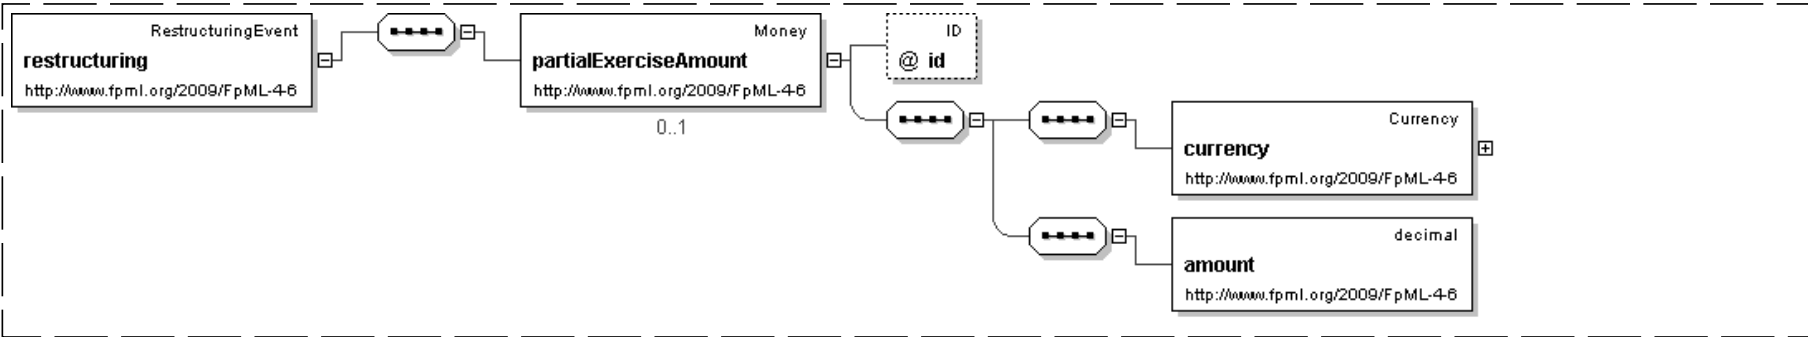 RestructuringEvent
restructuring
http://www.fpml.org/2009/FpML-4-6
Money
partialExerciseAmount
http://www.fpml.org/2009/FpML-4-6
0..1
ID
@ id
Currency
currency
http://www.fpml.org/2009/FpML-4-6
decimal
amount
http://www.fpml.org/2009/FpML-4-6